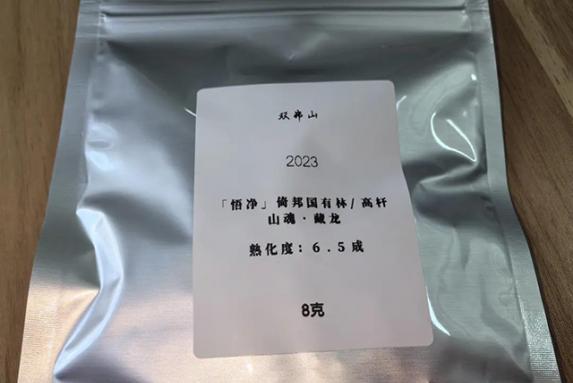 双弟山
2023
「悟净」倚邦国有林/高杆
山魂·藏龙
熟化度：6.5成
8克